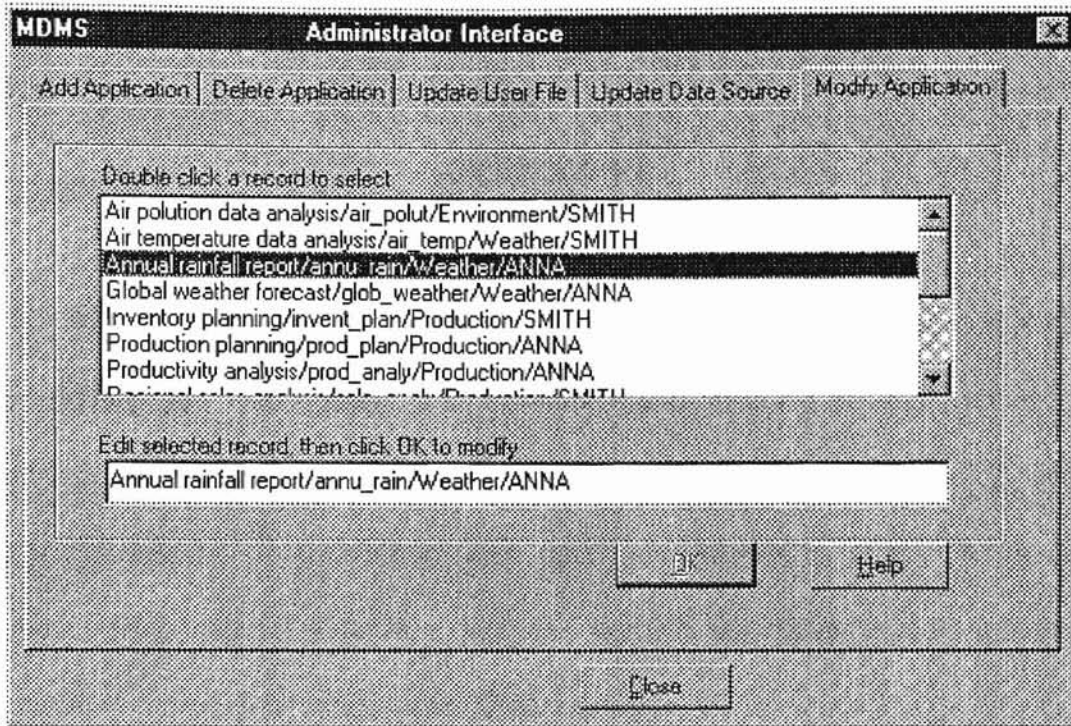 MDMS Administrator Interface
Add Application Delete Application Update User File Update Data Source Modify Application
Double click a record to select
Air polution data analysis/air_polut/Environment/SMITH
Air temperature data analysis/air_temp/Weather/SMITH
Annual rainfall report/annu_rain/Weather/ANNA
Global weather forecast/glob_weather/Weather/ANNA
Inventory planning/invent_plan/Production/SMITH
Production planning/prod_plan/Production/ANNA
Productivity analysis/prod_analy/Production/ANNA
Edit selected record, then click OK to modify
Annual rainfall report/annu_rain/Weather/ANNA
OK Help
Close